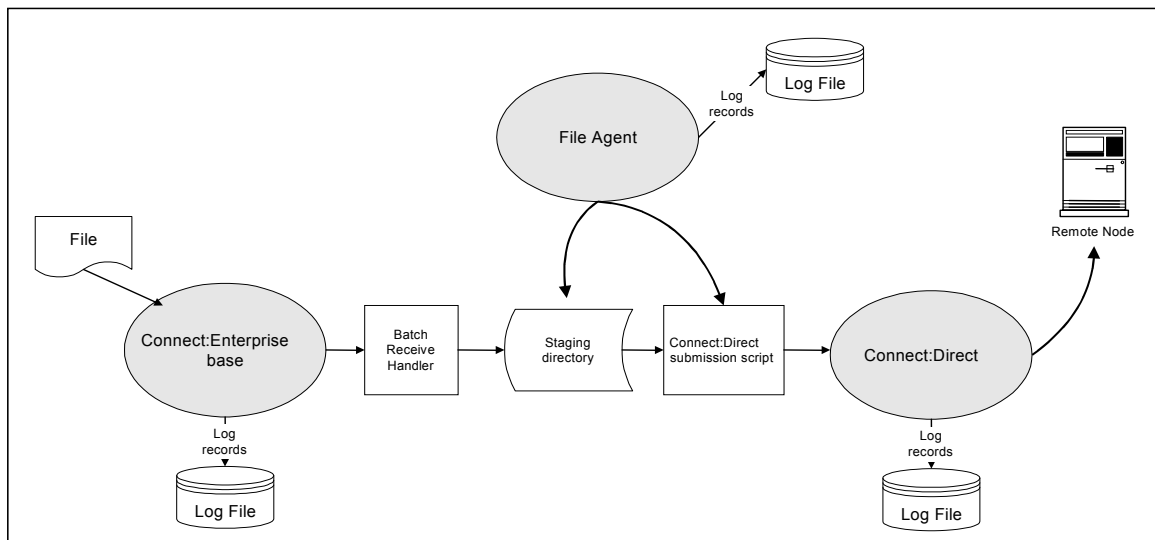 Log File
Log
records
File Agent
Remote Node
File
Connect:Enterprise
base
Batch
Receive
Handler
Staging
directory
Connect:Direct
submission script
Connect:Direct
Log
records
Log File
Log
records
Log File